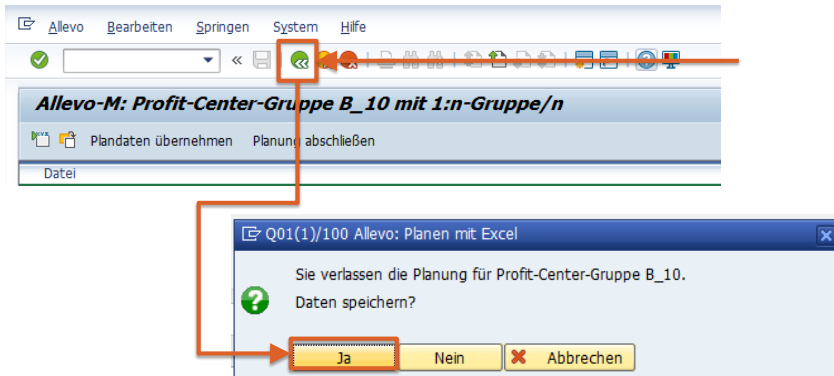 Allevo Bearbeiten Springen System Hilfe
Allevo-M: Profit-Center-Gruppe B_10 mit 1:n-Gruppe/n
Plandaten übernehmen Planung abschließen
Datei
Q01(1)/100 Allevo: Planen mit Excel
Sie verlassen die Planung für Profit-Center-Gruppe B_10.
Daten speichern?
Ja Nein Abbrechen